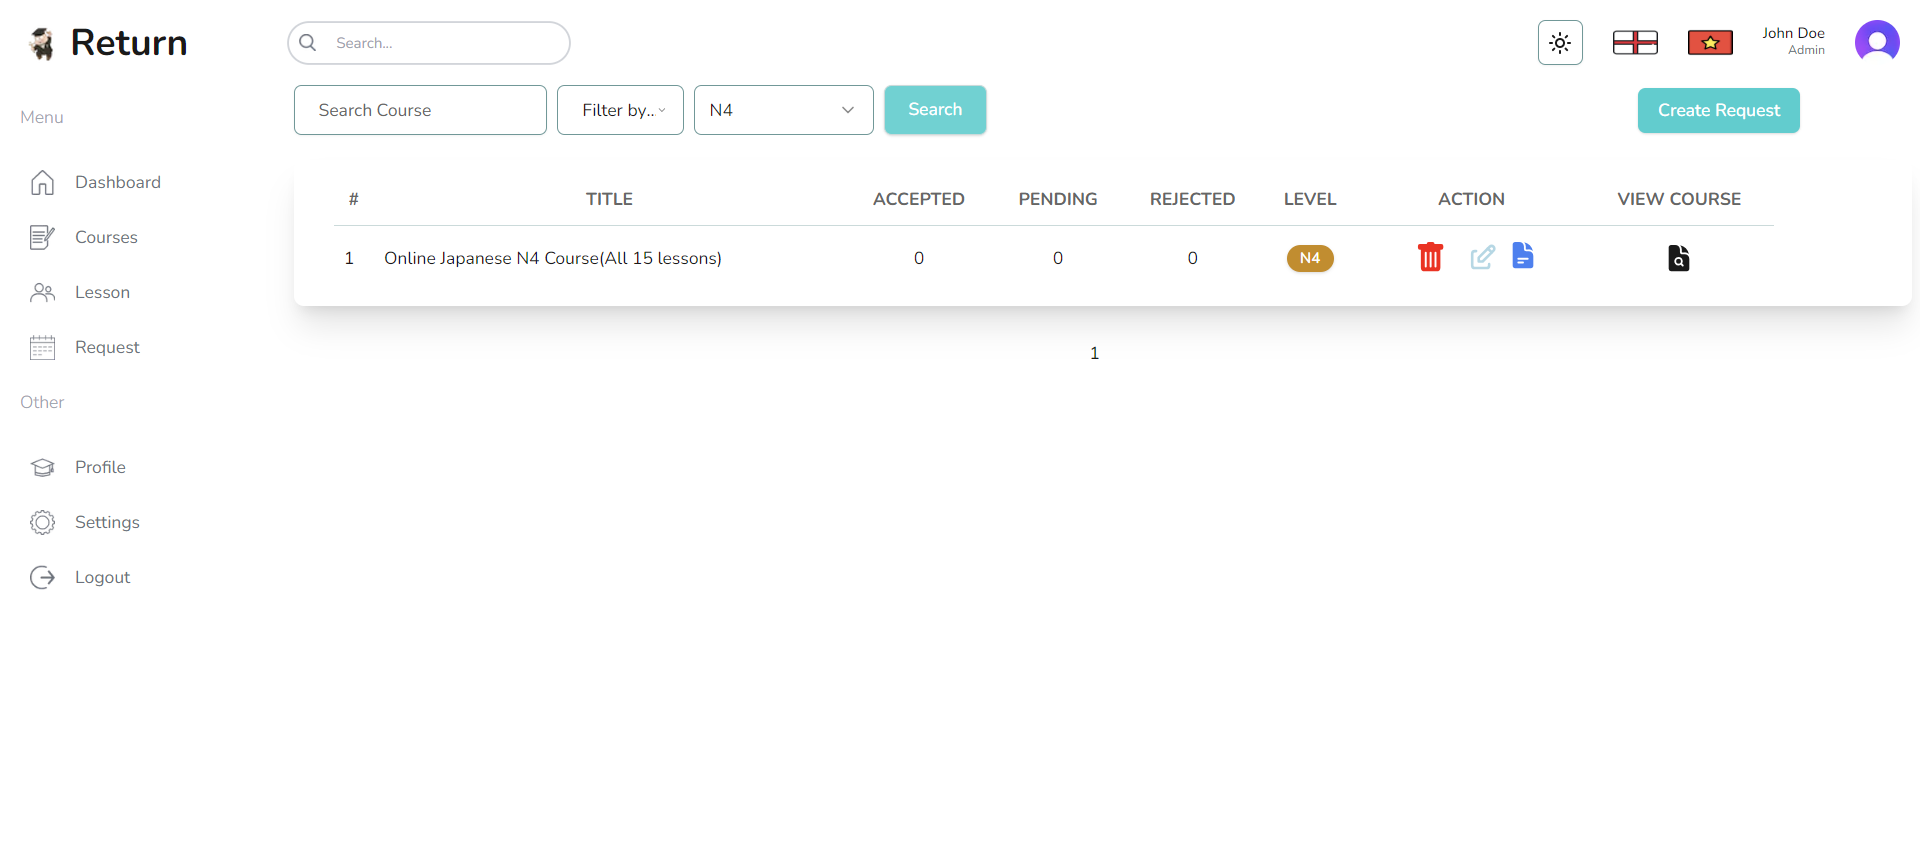 Return
Search...
John Doe
Admin
Search Course
Filter by..
N4
Search
Create Request
Menu
Dashboard
Courses
Lesson
Request
Other
Profile
Settings
Logout
# TITLE ACCEPTED PENDING REJECTED LEVEL ACTION VIEW COURSE
1 Online Japanese N4 Course(All 15 lessons) 0 0 0 N4
1